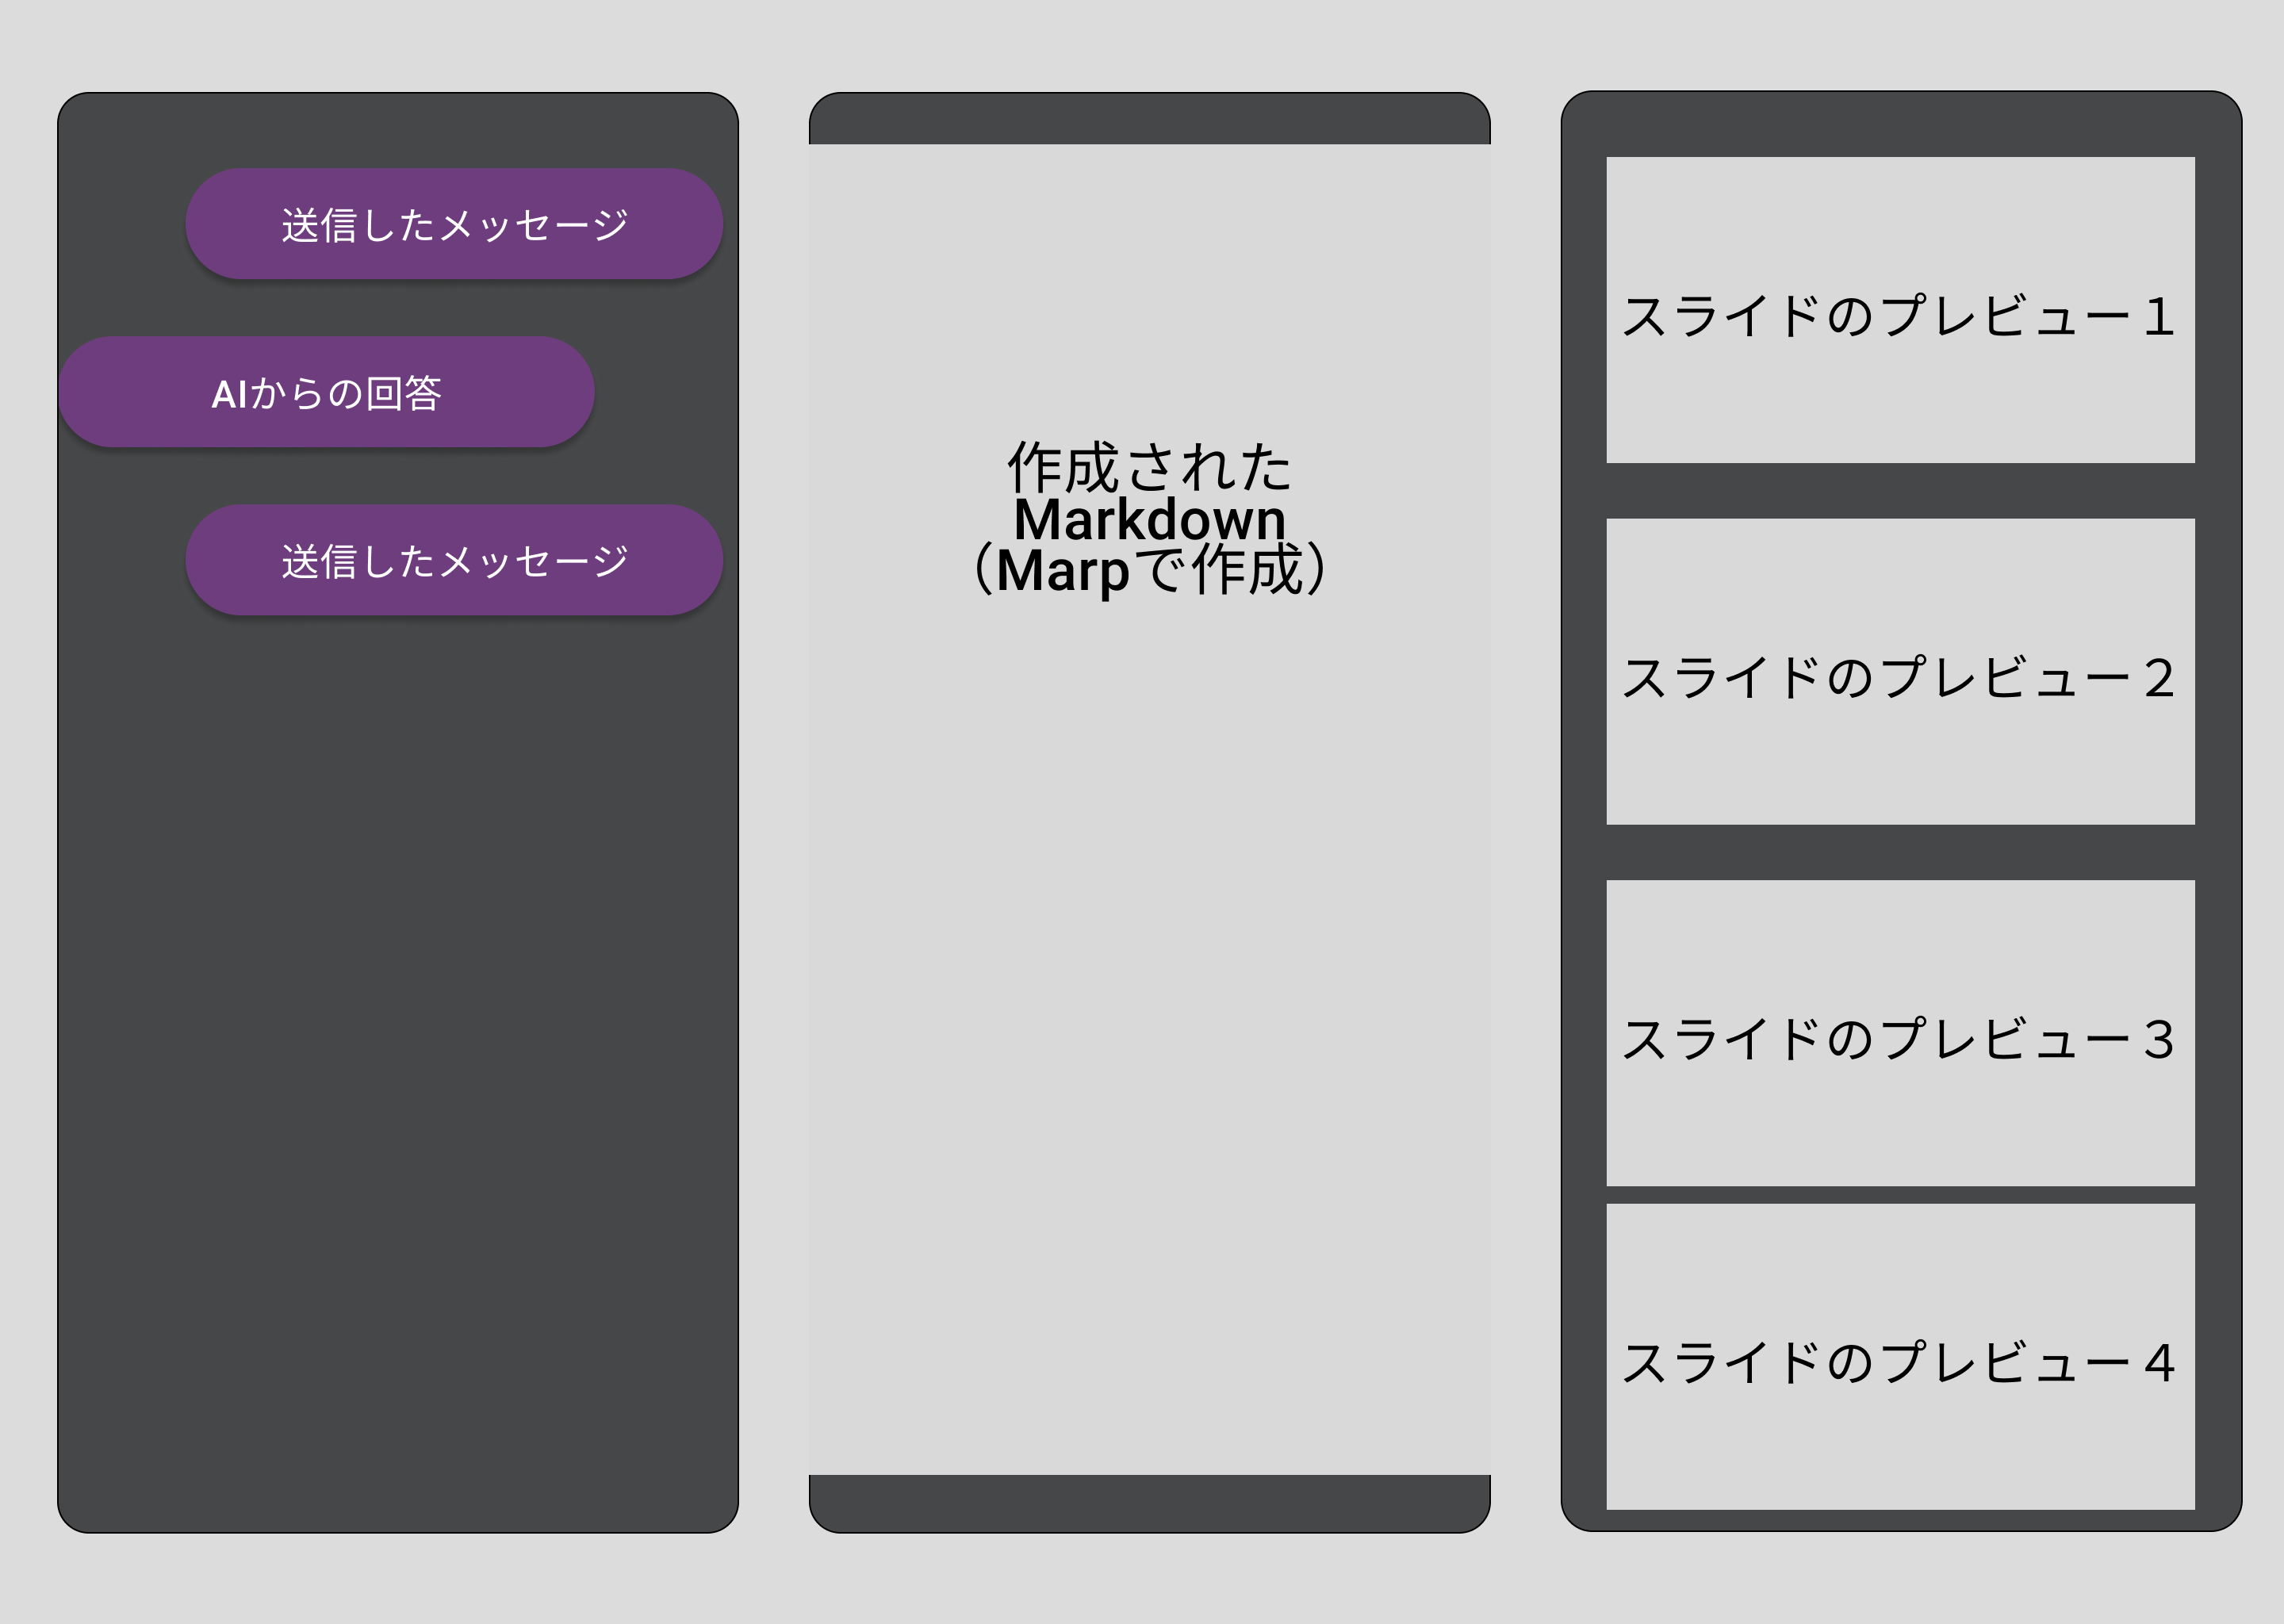 送信したメッセージ
AIからの回答
送信したメッセージ
作成された
Markdown
（Marpで作成）
スライドのプレビュー１
スライドのプレビュー２
スライドのプレビュー３
スライドのプレビュー４